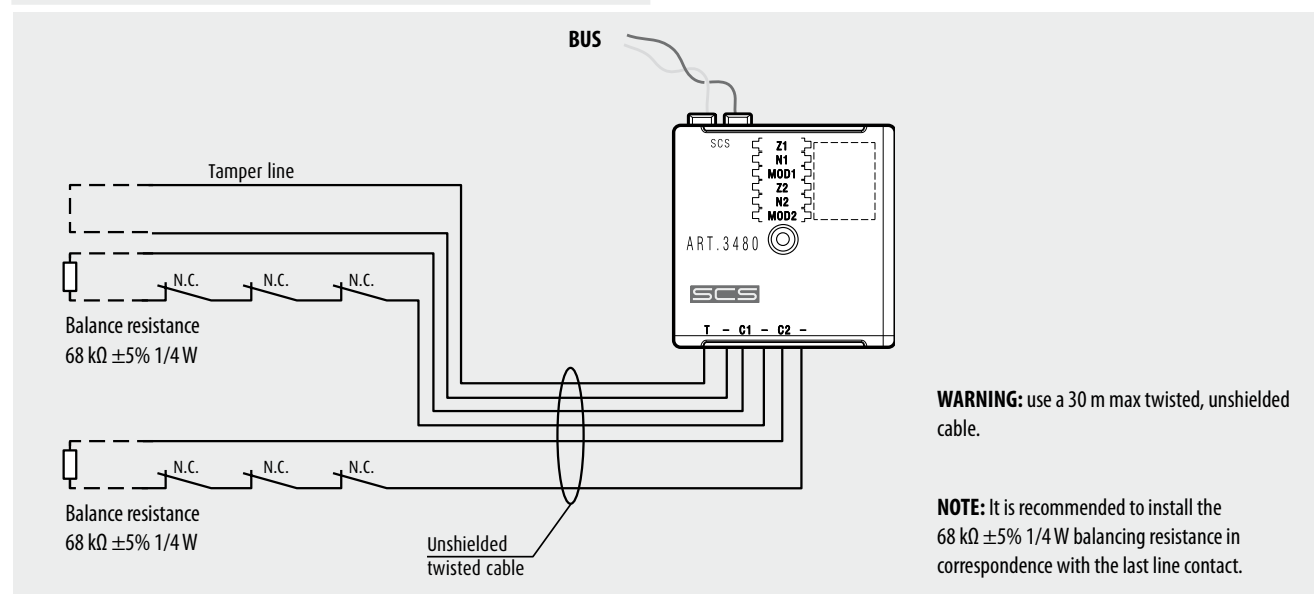 BUS
SCS
Z1
N1
MOD1
Z2
N2
MOD2
ART.3480
SCS
T - C1 - C2 -
Tamper line
N.C. N.C. N.C.
Balance resistance
68 kΩ ±5% 1/4 W
N.C. N.C. N.C.
Balance resistance
68 kΩ ±5% 1/4 W
Unshielded
twisted cable
WARNING: use a 30 m max twisted, unshielded
cable.
NOTE: It is recommended to install the
68 kΩ ±5% 1/4 W balancing resistance in
correspondence with the last line contact.